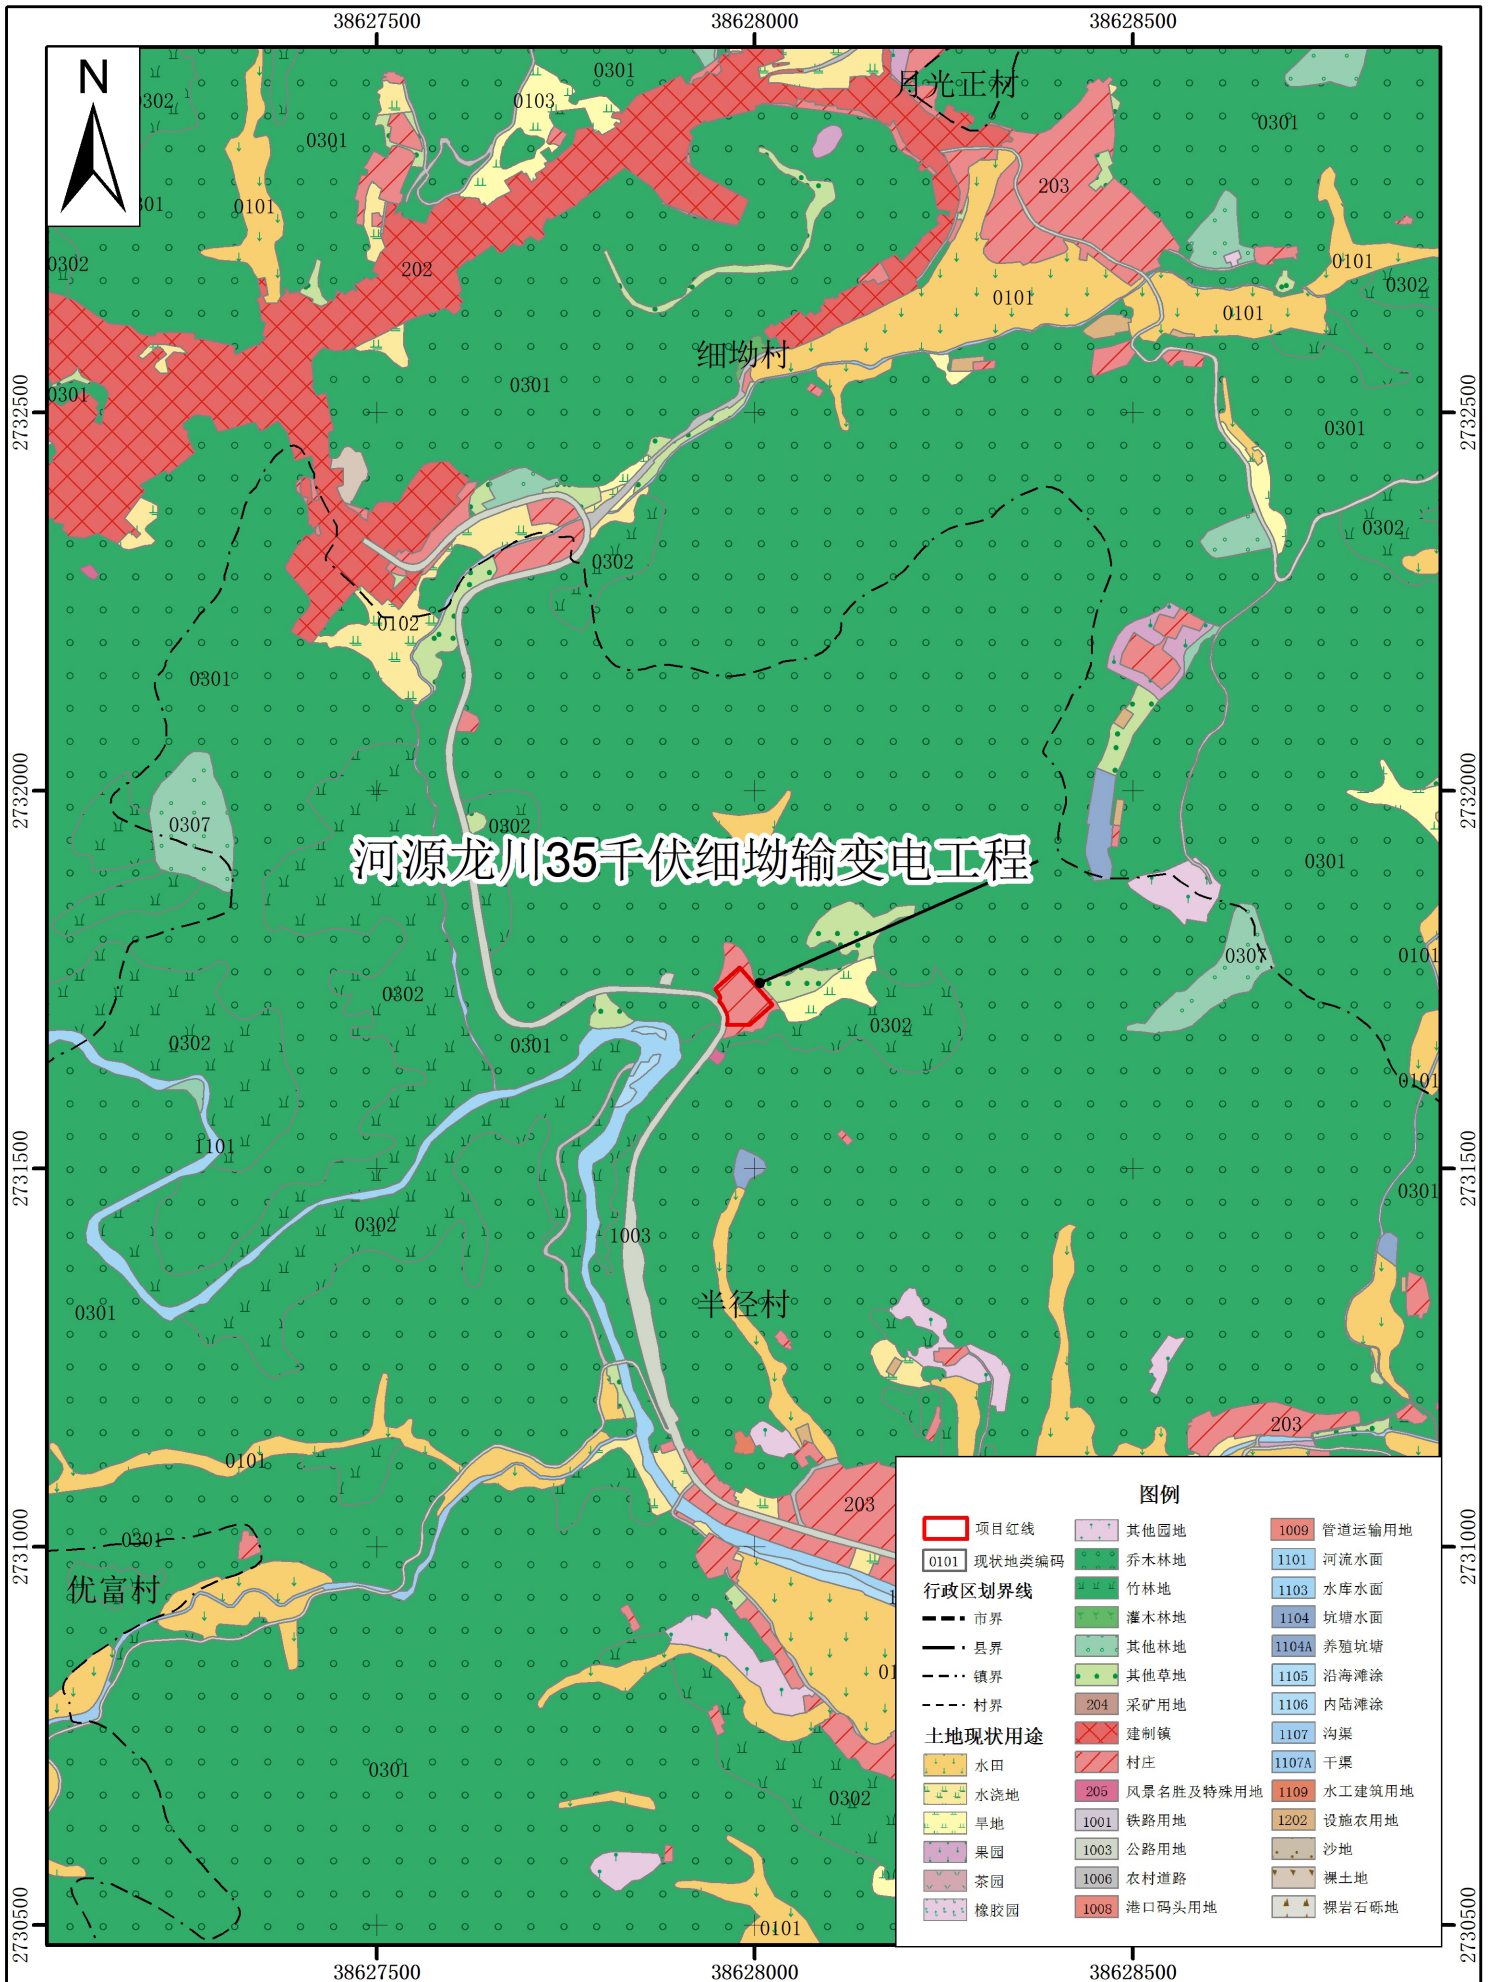 38627500
38628000
38628500
N
0301
月光正村
0302
0103
0301
0301
203
0101
0302
202
0101
0101
0302
0101
细坳村
0301
0301
2732500
2732500
0301
0302
0302
0102
0301
2732000
2732000
0307
0302
河源龙川35千伏细坳输变电工程
0301
0307
0101
0302
0302
0302
0301
0101
1101
2731500
2731500
0301
0302
1003
0301
半径村
203
0101
203
0301
2731000
2731000
优富村
0301
0302
0101
2730500
2730500
图例
项目红线
0101 现状地类编码
行政区划界线
市界
县界
镇界
村界
土地现状用途
水田
水浇地
旱地
果园
茶园
橡胶园
其他园地
乔木林地
竹林地
灌木林地
其他林地
其他草地
204 采矿用地
建制镇
村庄
205 风景名胜及特殊用地
1001 铁路用地
1003 公路用地
1006 农村道路
1008 港口码头用地
1009 管道运输用地
1101 河流水面
1103 水库水面
1104 坑塘水面
1104A 养殖坑塘
1105 沿海滩涂
1106 内陆滩涂
1107 沟渠
1107A 干渠
1109 水工建筑用地
1202 设施农用地
沙地
裸土地
裸岩石砾地
38627500
38628000
38628500